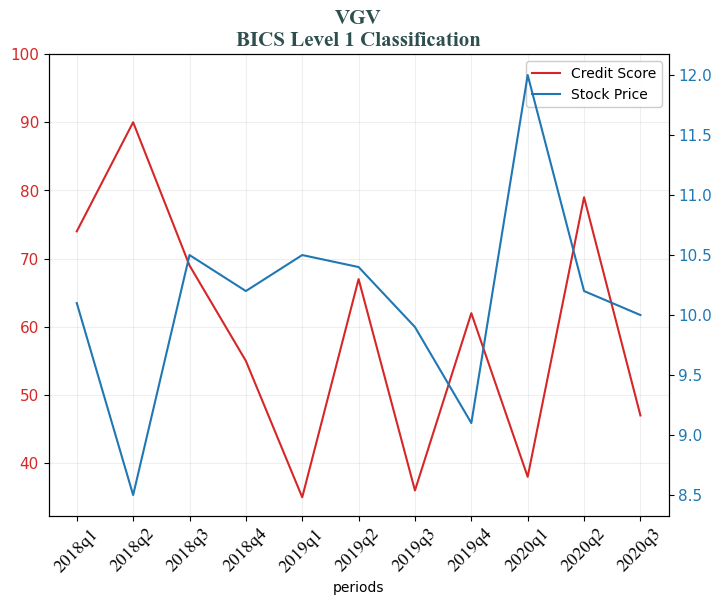 VGV
BICS Level 1 Classification
100
90
80
70
60
50
40
Credit Score
Stock Price
12.0
11.5
11.0
10.5
10.0
9.5
9.0
8.5
2018q1
2018q2
2018q3
2018q4
2019q1
2019q2
2019q3
2019q4
2020q1
2020q2
2020q3
periods